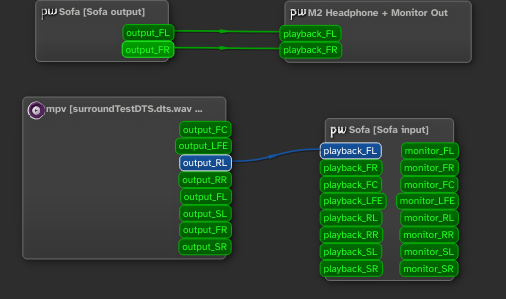 pw Sofa [Sofa output]
output_FL
output_FR
pw M2 Headphone + Monitor Out
playback_FL
playback_FR
mpv [surroundTestDTS.dts.wav ...
output_FC
output_LFE
output_RL
output_RR
output_FL
output_SL
output_FR
output_SR
pw Sofa [Sofa input]
playback_FL monitor_FL
playback_FR monitor_FR
playback_FC monitor_FC
playback_LFE monitor_LFE
playback_RL monitor_RL
playback_RR monitor_RR
playback_SL monitor_SL
playback_SR monitor_SR